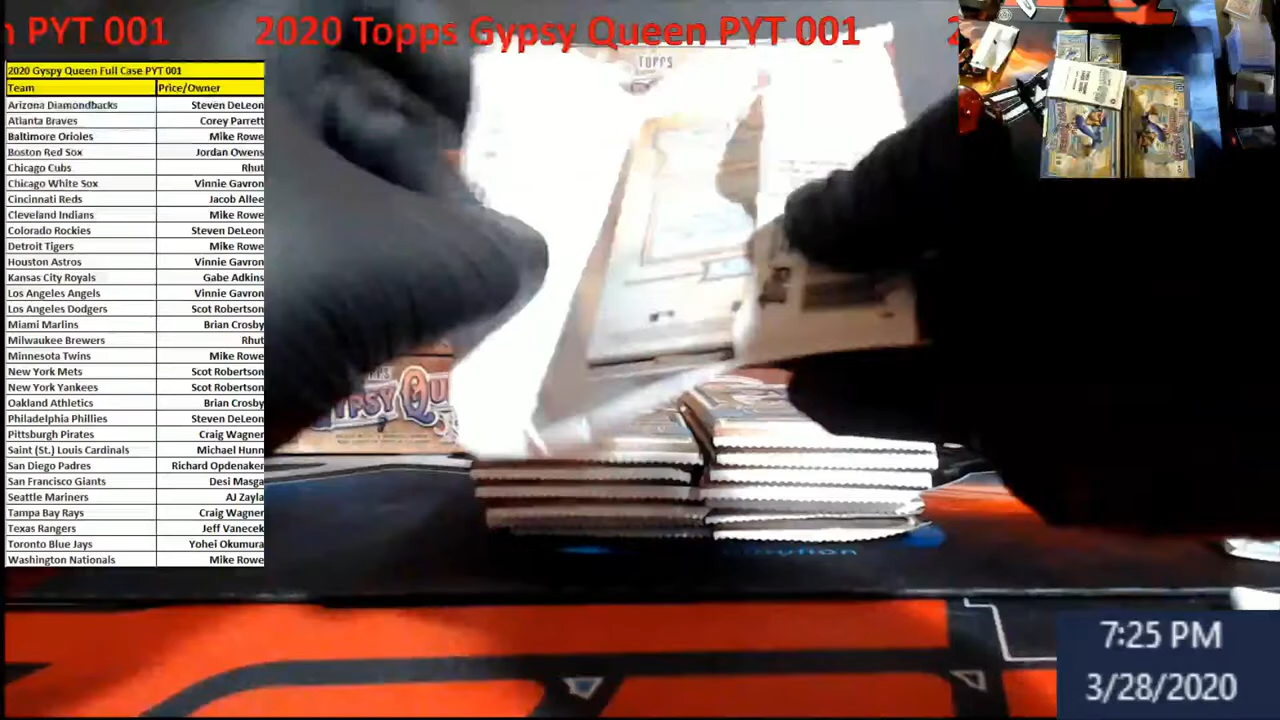 n PYT 001 2020 Topps Gypsy Queen PYT 001 2
2020 Gyspy Queen Full Case PYT 001
Team Price/Owner
Arizona Diamondbacks Steven DeLeon
Atlanta Braves Corey Parrett
Baltimore Orioles Mike Rowe
Boston Red Sox Jordan Owens
Chicago Cubs Rhut
Chicago White Sox Vinnie Gavron
Cincinnati Reds Jacob Allee
Cleveland Indians Mike Rowe
Colorado Rockies Steven DeLeon
Detroit Tigers Mike Rowe
Houston Astros Vinnie Gavron
Kansas City Royals Gabe Adkins
Los Angeles Angels Vinnie Gavron
Los Angeles Dodgers Scot Robertson
Miami Marlins Brian Crosby
Milwaukee Brewers Rhut
Minnesota Twins Mike Rowe
New York Mets Scot Robertson
New York Yankees Scot Robertson
Oakland Athletics Brian Crosby
Philadelphia Phillies Steven DeLeon
Pittsburgh Pirates Craig Wagner
Saint (St.) Louis Cardinals Michael Hunn
San Diego Padres Richard Opdenaker
San Francisco Giants Desi Masga
Seattle Mariners AJ Zayla
Tampa Bay Rays Craig Wagner
Texas Rangers Jeff Vanecek
Toronto Blue Jays Yohei Okumura
Washington Nationals Mike Rowe
TOPPS
GYPSY QU
7:25 PM
3/28/2020